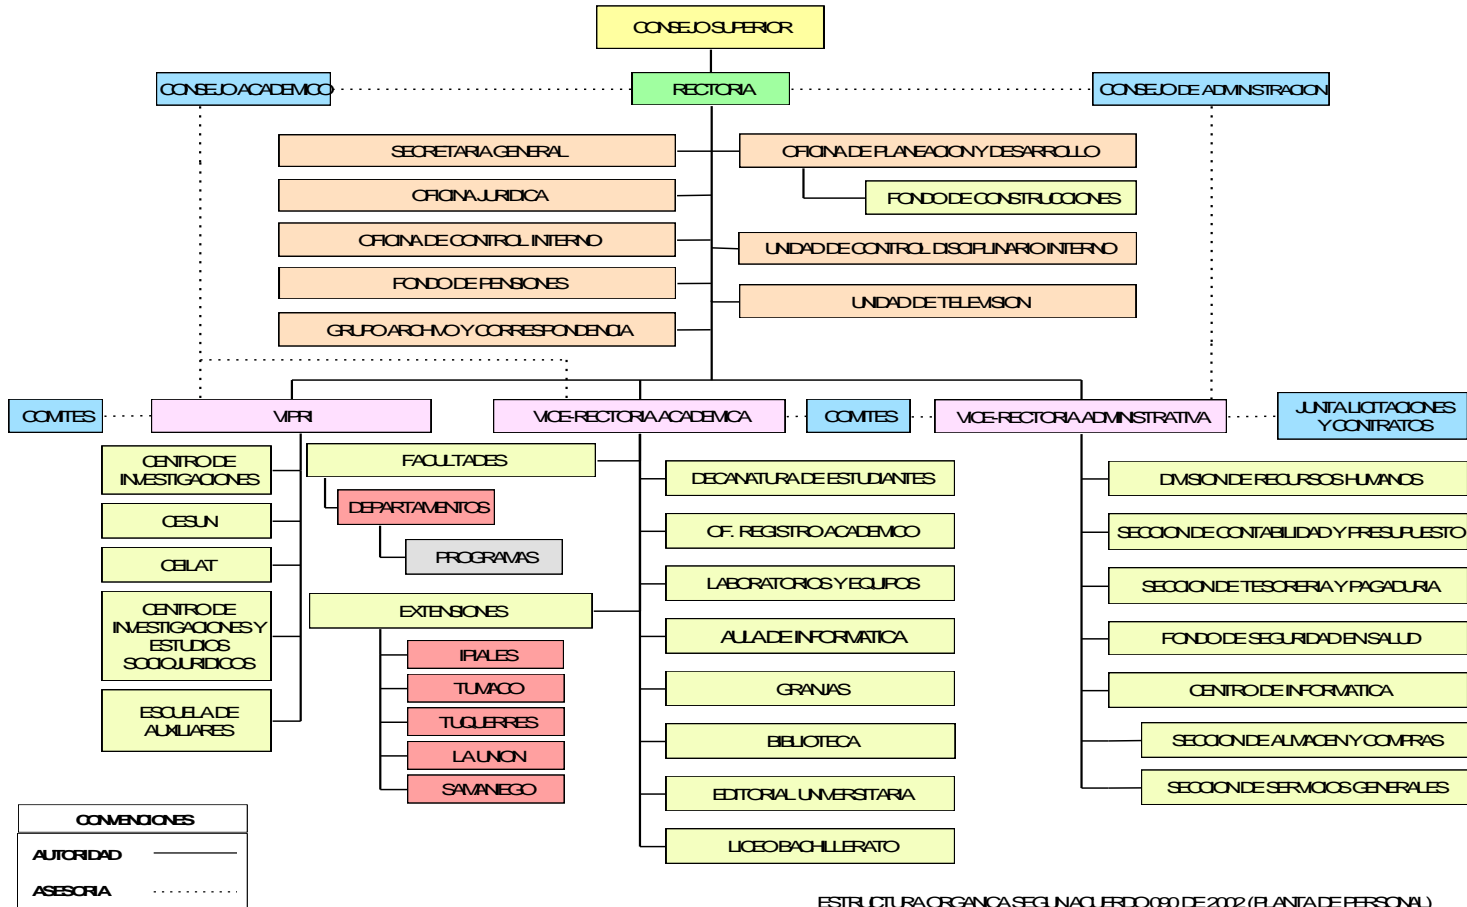 CONSEJO SUPERIOR
CONSEJO ACADEMICO
RECTORIA
CONSEJO DE ADMINISTRACION
SECRETARIA GENERAL
OFICINA DE PLANEACION Y DESARROLLO
OFICINA JURIDICA
FONDO DE CONSTRUCCIONES
OFICINA DE CONTROL INTERNO
UNIDAD DE CONTROL DISCIPLINARIO INTERNO
FONDO DE PENSIONES
UNIDAD DE TELEVISION
GRUPO ARCHIVO Y CORRESPONDENCIA
COMITES
VIPRI
VICE-RECTORIA ACADEMICA
COMITES
VICE-RECTORIA ADMINISTRATIVA
JUNTA LICITACIONES
Y CONTRATOS
CENTRO DE
INVESTIGACIONES
CESUN
CEILAT
CENTRO DE
INVESTIGACIONES Y
ESTUDIOS
SOCIOJURIDICOS
ESCUELA DE
AUXILIARES
FACULTADES
DEPARTAMENTOS
PROGRAMAS
EXTENSIONES
IPIALES
TUMACO
TUQUERRES
LA UNION
SAMANIEGO
DECANATURA DE ESTUDIANTES
OF. REGISTRO ACADEMICO
LABORATORIOS Y EQUIPOS
AULA DE INFORMATICA
GRANJAS
BIBLIOTECA
EDITORIAL UNIVERSITARIA
LICEO BACHILLERATO
DIVISION DE RECURSOS HUMANOS
SECCION DE CONTABILIDAD Y PRESUPUESTO
SECCION DE TESORERIA Y PAGADURIA
FONDO DE SEGURIDAD EN SALUD
CENTRO DE INFORMATICA
SECCION DE ALMACEN Y COMPRAS
SECCION DE SERVICIOS GENERALES
CONVENCIONES
AUTORIDAD
ASESORIA
ESTRUCTURA ORGANICA SEGUN ACUERDO 090 DE 2002 (PLANTA DE PERSONAL)